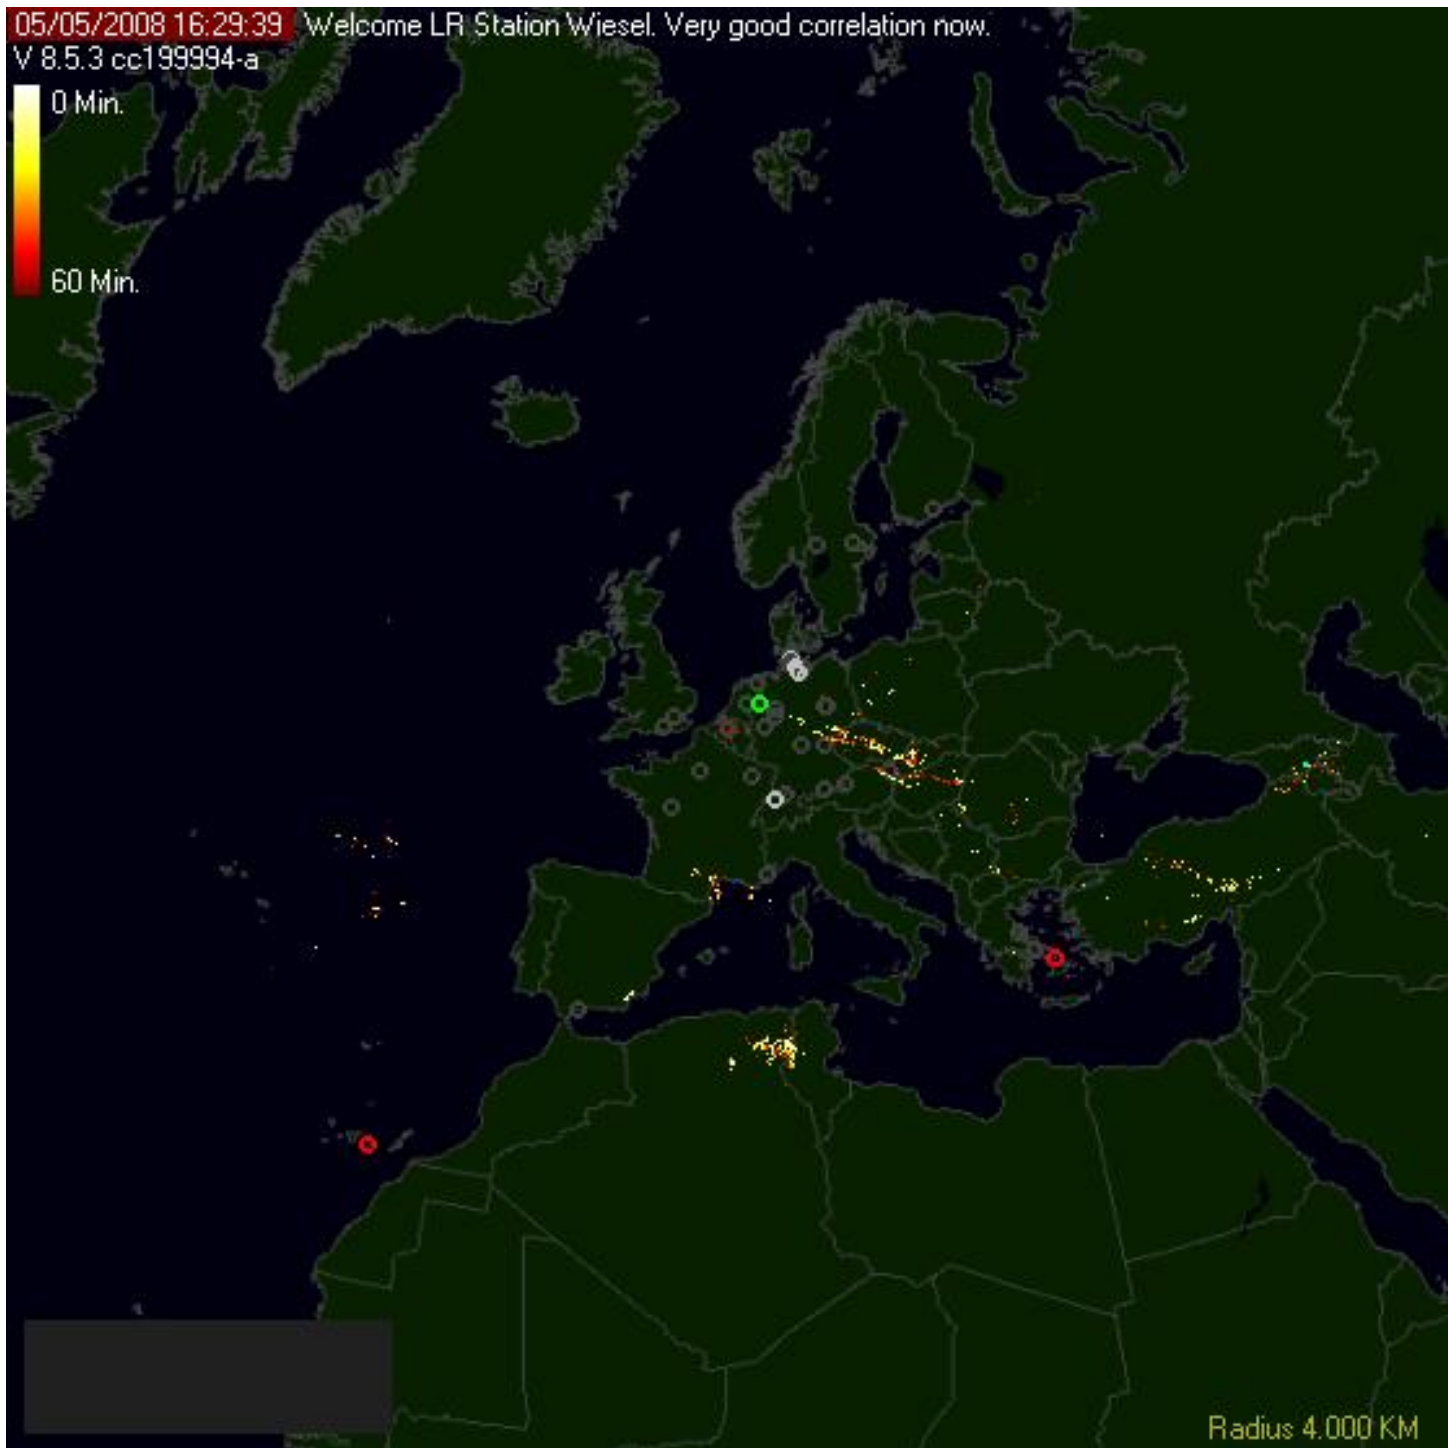 05/05/2008 16:29:39 Welcome LR Station Wiesel. Very good correlation now.
V 8.5.3 cc199994-a
0 Min.
60 Min.
Radius 4.000 KM